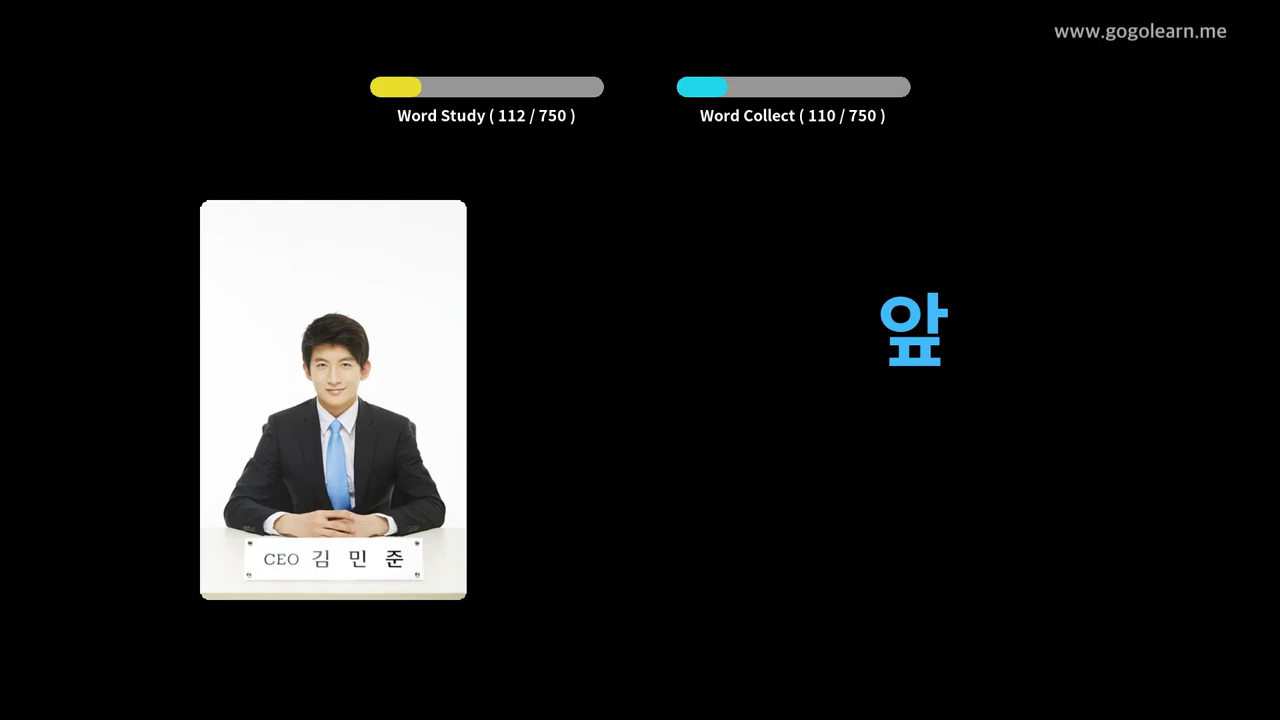 www.gogolearn.me
Word Study ( 112 / 750 )
Word Collect ( 110 / 750 )
앞
CEO 김 민 준